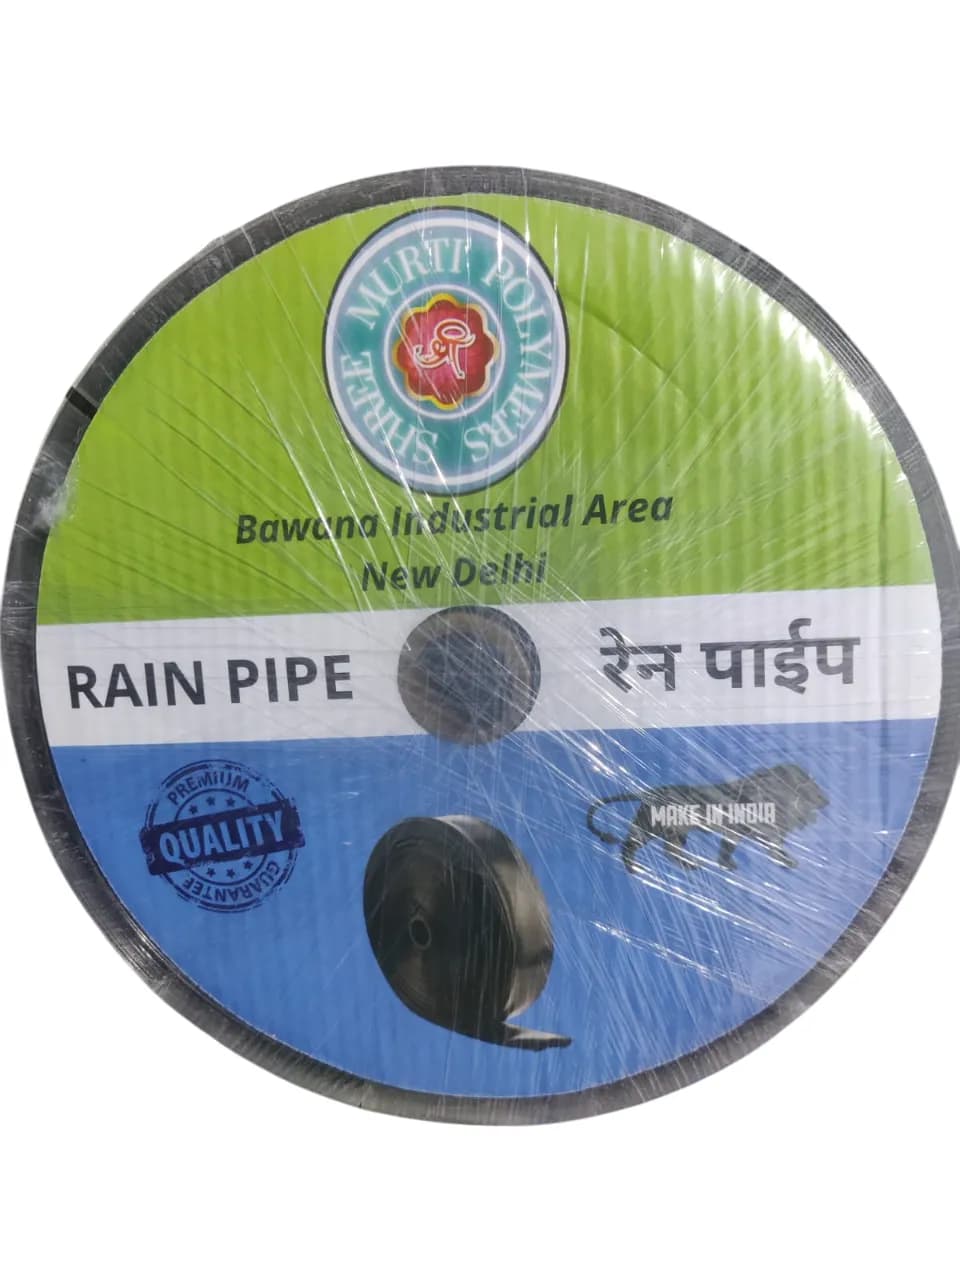 SHREE MURTI POLYMERS
श्री
Bawana Industrial Area
New Delhi
RAIN PIPE
रेन पाईप
PREMIUM
QUALITY
GUARANTEE
MAKE IN INDIA